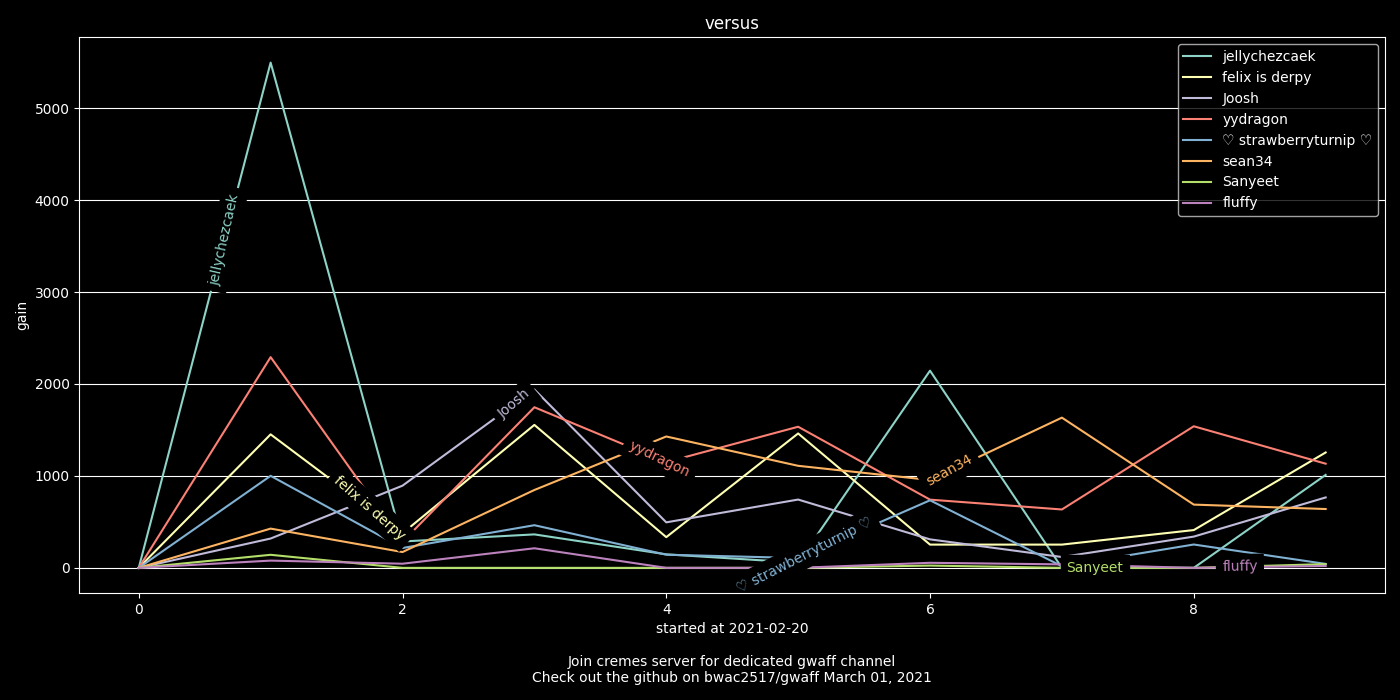 versus
jellychezcaek
felix is derpy
Joosh
yydragon
♡ strawberryturnip ♡
sean34
Sanyeet
fluffy
5000
4000
3000
2000
1000
0
gain
jellychezcaek
felix is derpy
Joosh
yydragon
♡ strawberryturnip ♡
sean34
Sanyeet
fluffy
0 2 4 6 8
started at 2021-02-20
Join cremes server for dedicated gwaff channel
Check out the github on bwac2517/gwaff March 01, 2021